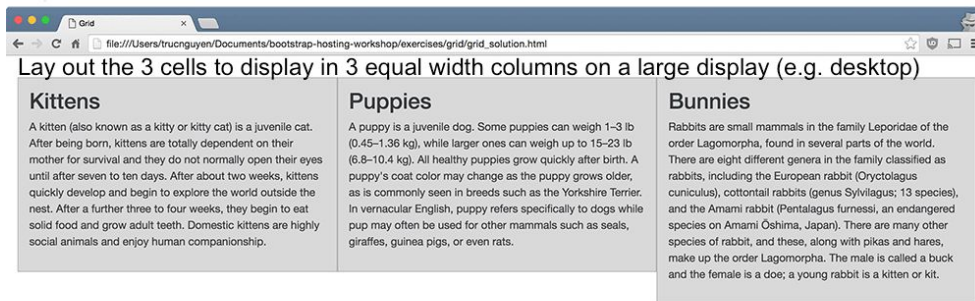 Grid
file:///Users/trucnguyen/Documents/bootstrap-hosting-workshop/exercises/grid/grid_solution.html
Lay out the 3 cells to display in 3 equal width columns on a large display (e.g. desktop)
Kittens
A kitten (also known as a kitty or kitty cat) is a juvenile cat.
After being born, kittens are totally dependent on their
mother for survival and they do not normally open their eyes
until after seven to ten days. After about two weeks, kittens
quickly develop and begin to explore the world outside the
nest. After a further three to four weeks, they begin to eat
solid food and grow adult teeth. Domestic kittens are highly
social animals and enjoy human companionship.
Puppies
A puppy is a juvenile dog. Some puppies can weigh 1–3 lb
(0.45–1.36 kg), while larger ones can weigh up to 15–23 lb
(6.8–10.4 kg). All healthy puppies grow quickly after birth. A
puppy's coat color may change as the puppy grows older,
as is commonly seen in breeds such as the Yorkshire Terrier.
In vernacular English, puppy refers specifically to dogs while
pup may often be used for other mammals such as seals,
giraffes, guinea pigs, or even rats.
Bunnies
Rabbits are small mammals in the family Leporidae of the
order Lagomorpha, found in several parts of the world.
There are eight different genera in the family classified as
rabbits, including the European rabbit (Oryctolagus
cuniculus), cottontail rabbits (genus Sylvilagus; 13 species),
and the Amami rabbit (Pentalagus furnessi, an endangered
species on Amami Ōshima, Japan). There are many other
species of rabbit, and these, along with pikas and hares,
make up the order Lagomorpha. The male is called a buck
and the female is a doe; a young rabbit is a kitten or kit.